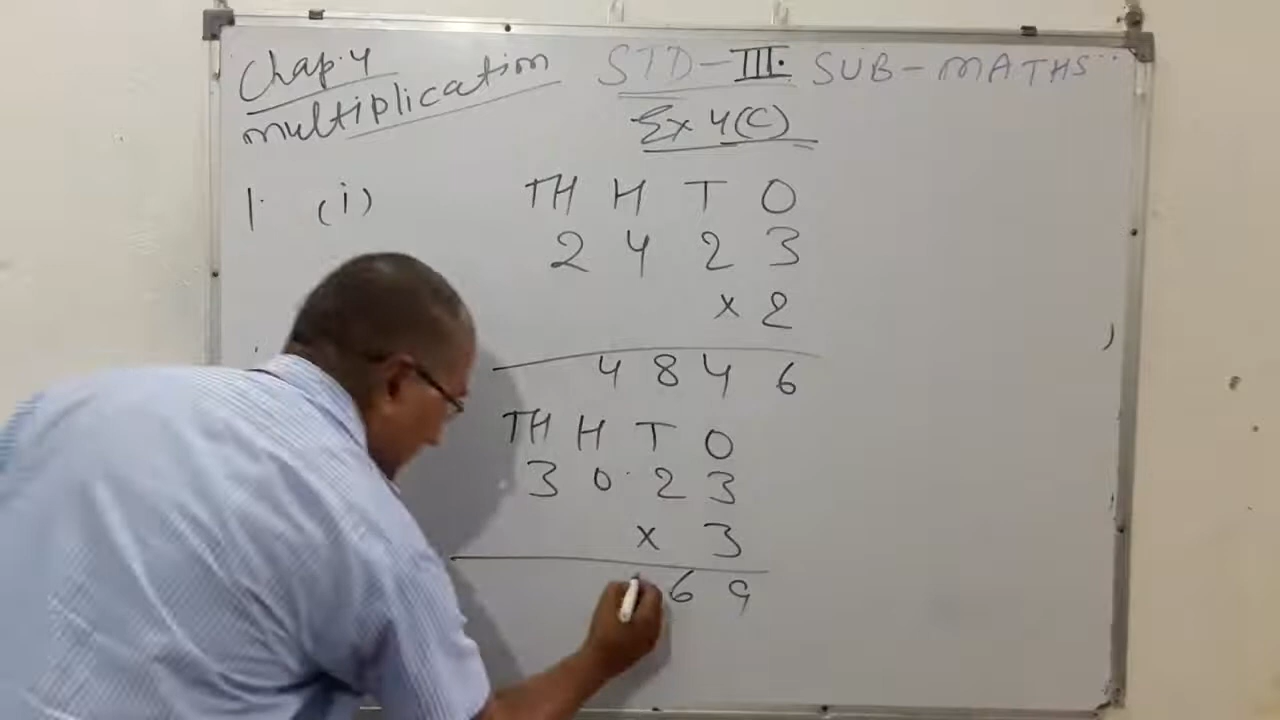 Chap. 4 STD - III. SUB - MATHS
multiplication Ex 4(C)
1. (i) TH H T O
2 4 2 3
x 2
4 8 4 6
TH H T O
3 0 2 3
x 3
6 9